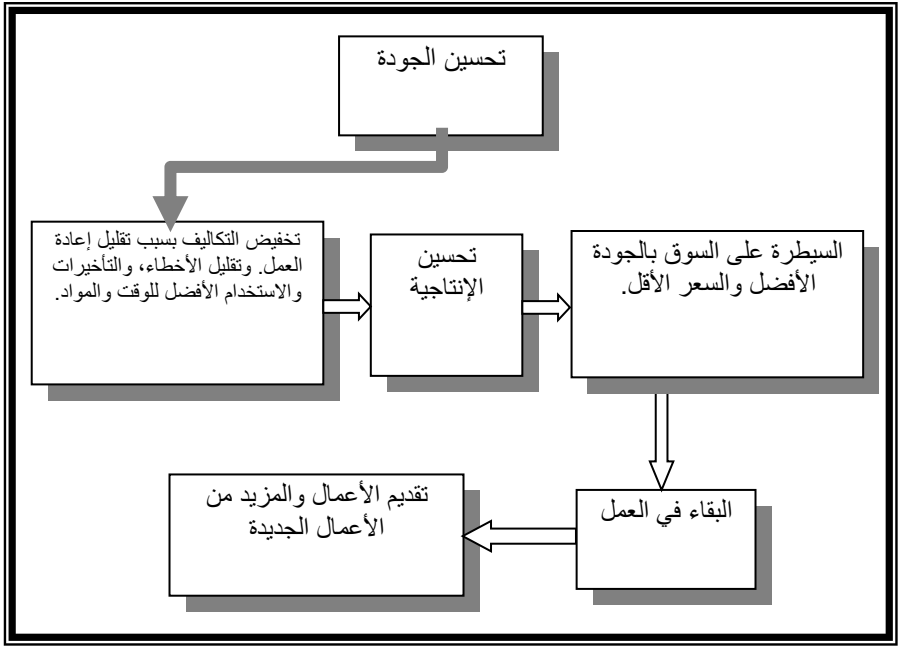 تحسين الجودة
تخفيض التكاليف بسبب تقليل إعادة
العمل. وتقليل الأخطاء، والتأخيرات
والاستخدام الأفضل للوقت والمواد.
تحسين
الإنتاجية
السيطرة على السوق بالجودة
الأفضل والسعر الأقل.
البقاء في العمل
تقديم الأعمال والمزيد من
الأعمال الجديدة